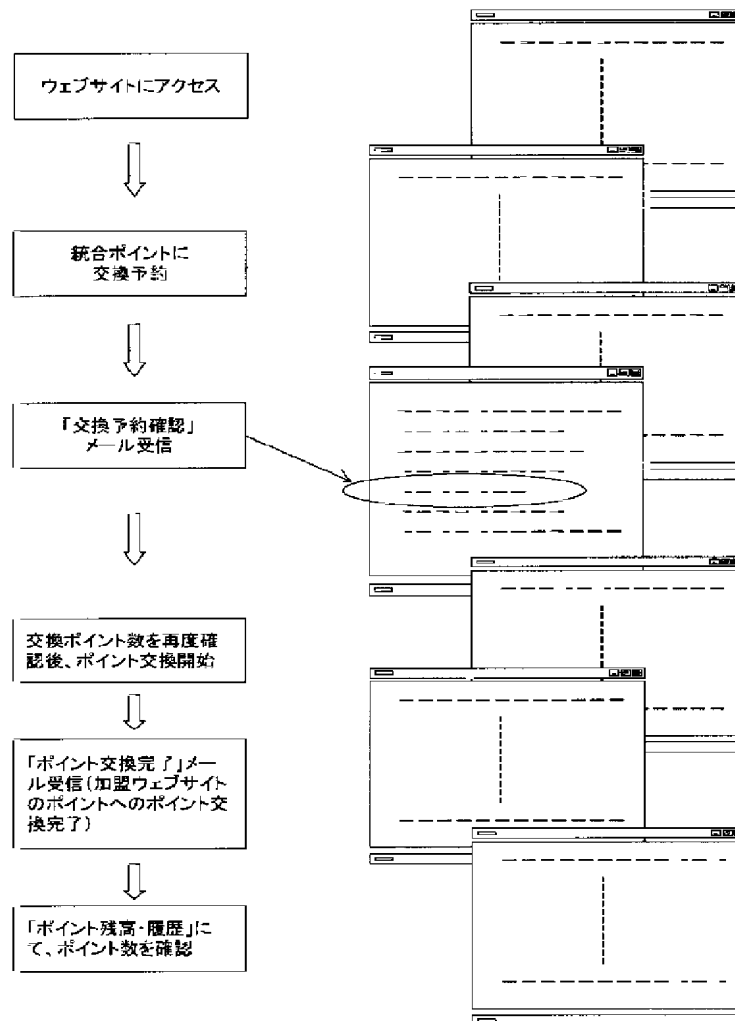 ウェブサイトにアクセス
統合ポイントに
交換予約
「交換予約確認」
メール受信
交換ポイント数を再度確
認後、ポイント交換開始
「ポイント交換完了」メー
ル受信(加盟ウェブサイト
のポイントへのポイント交
換完了)
「ポイント残高・履歴」に
て、ポイント数を確認